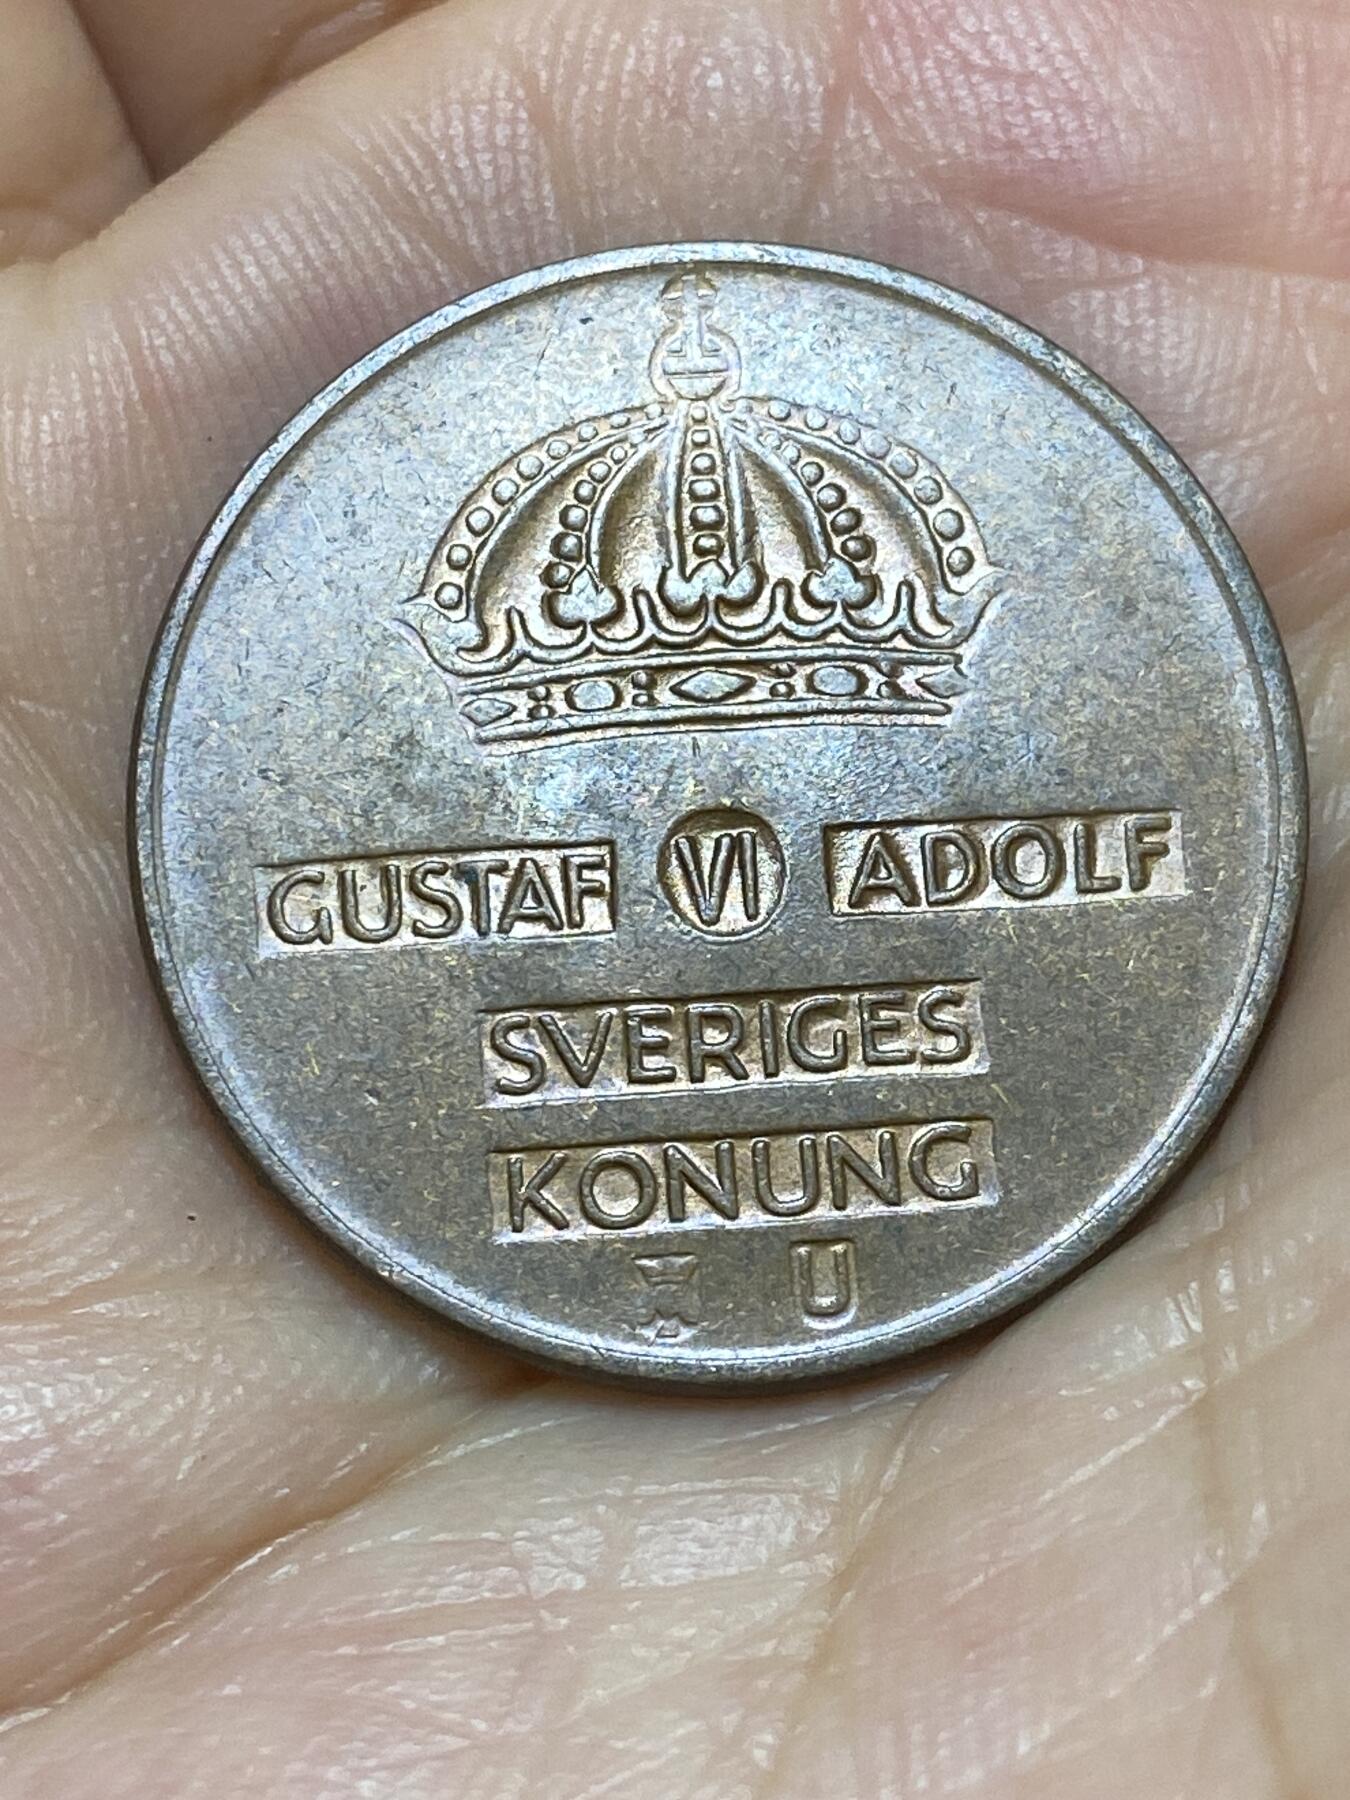 GUSTAF VI ADOLF
SVERIGES
KONUNG
U